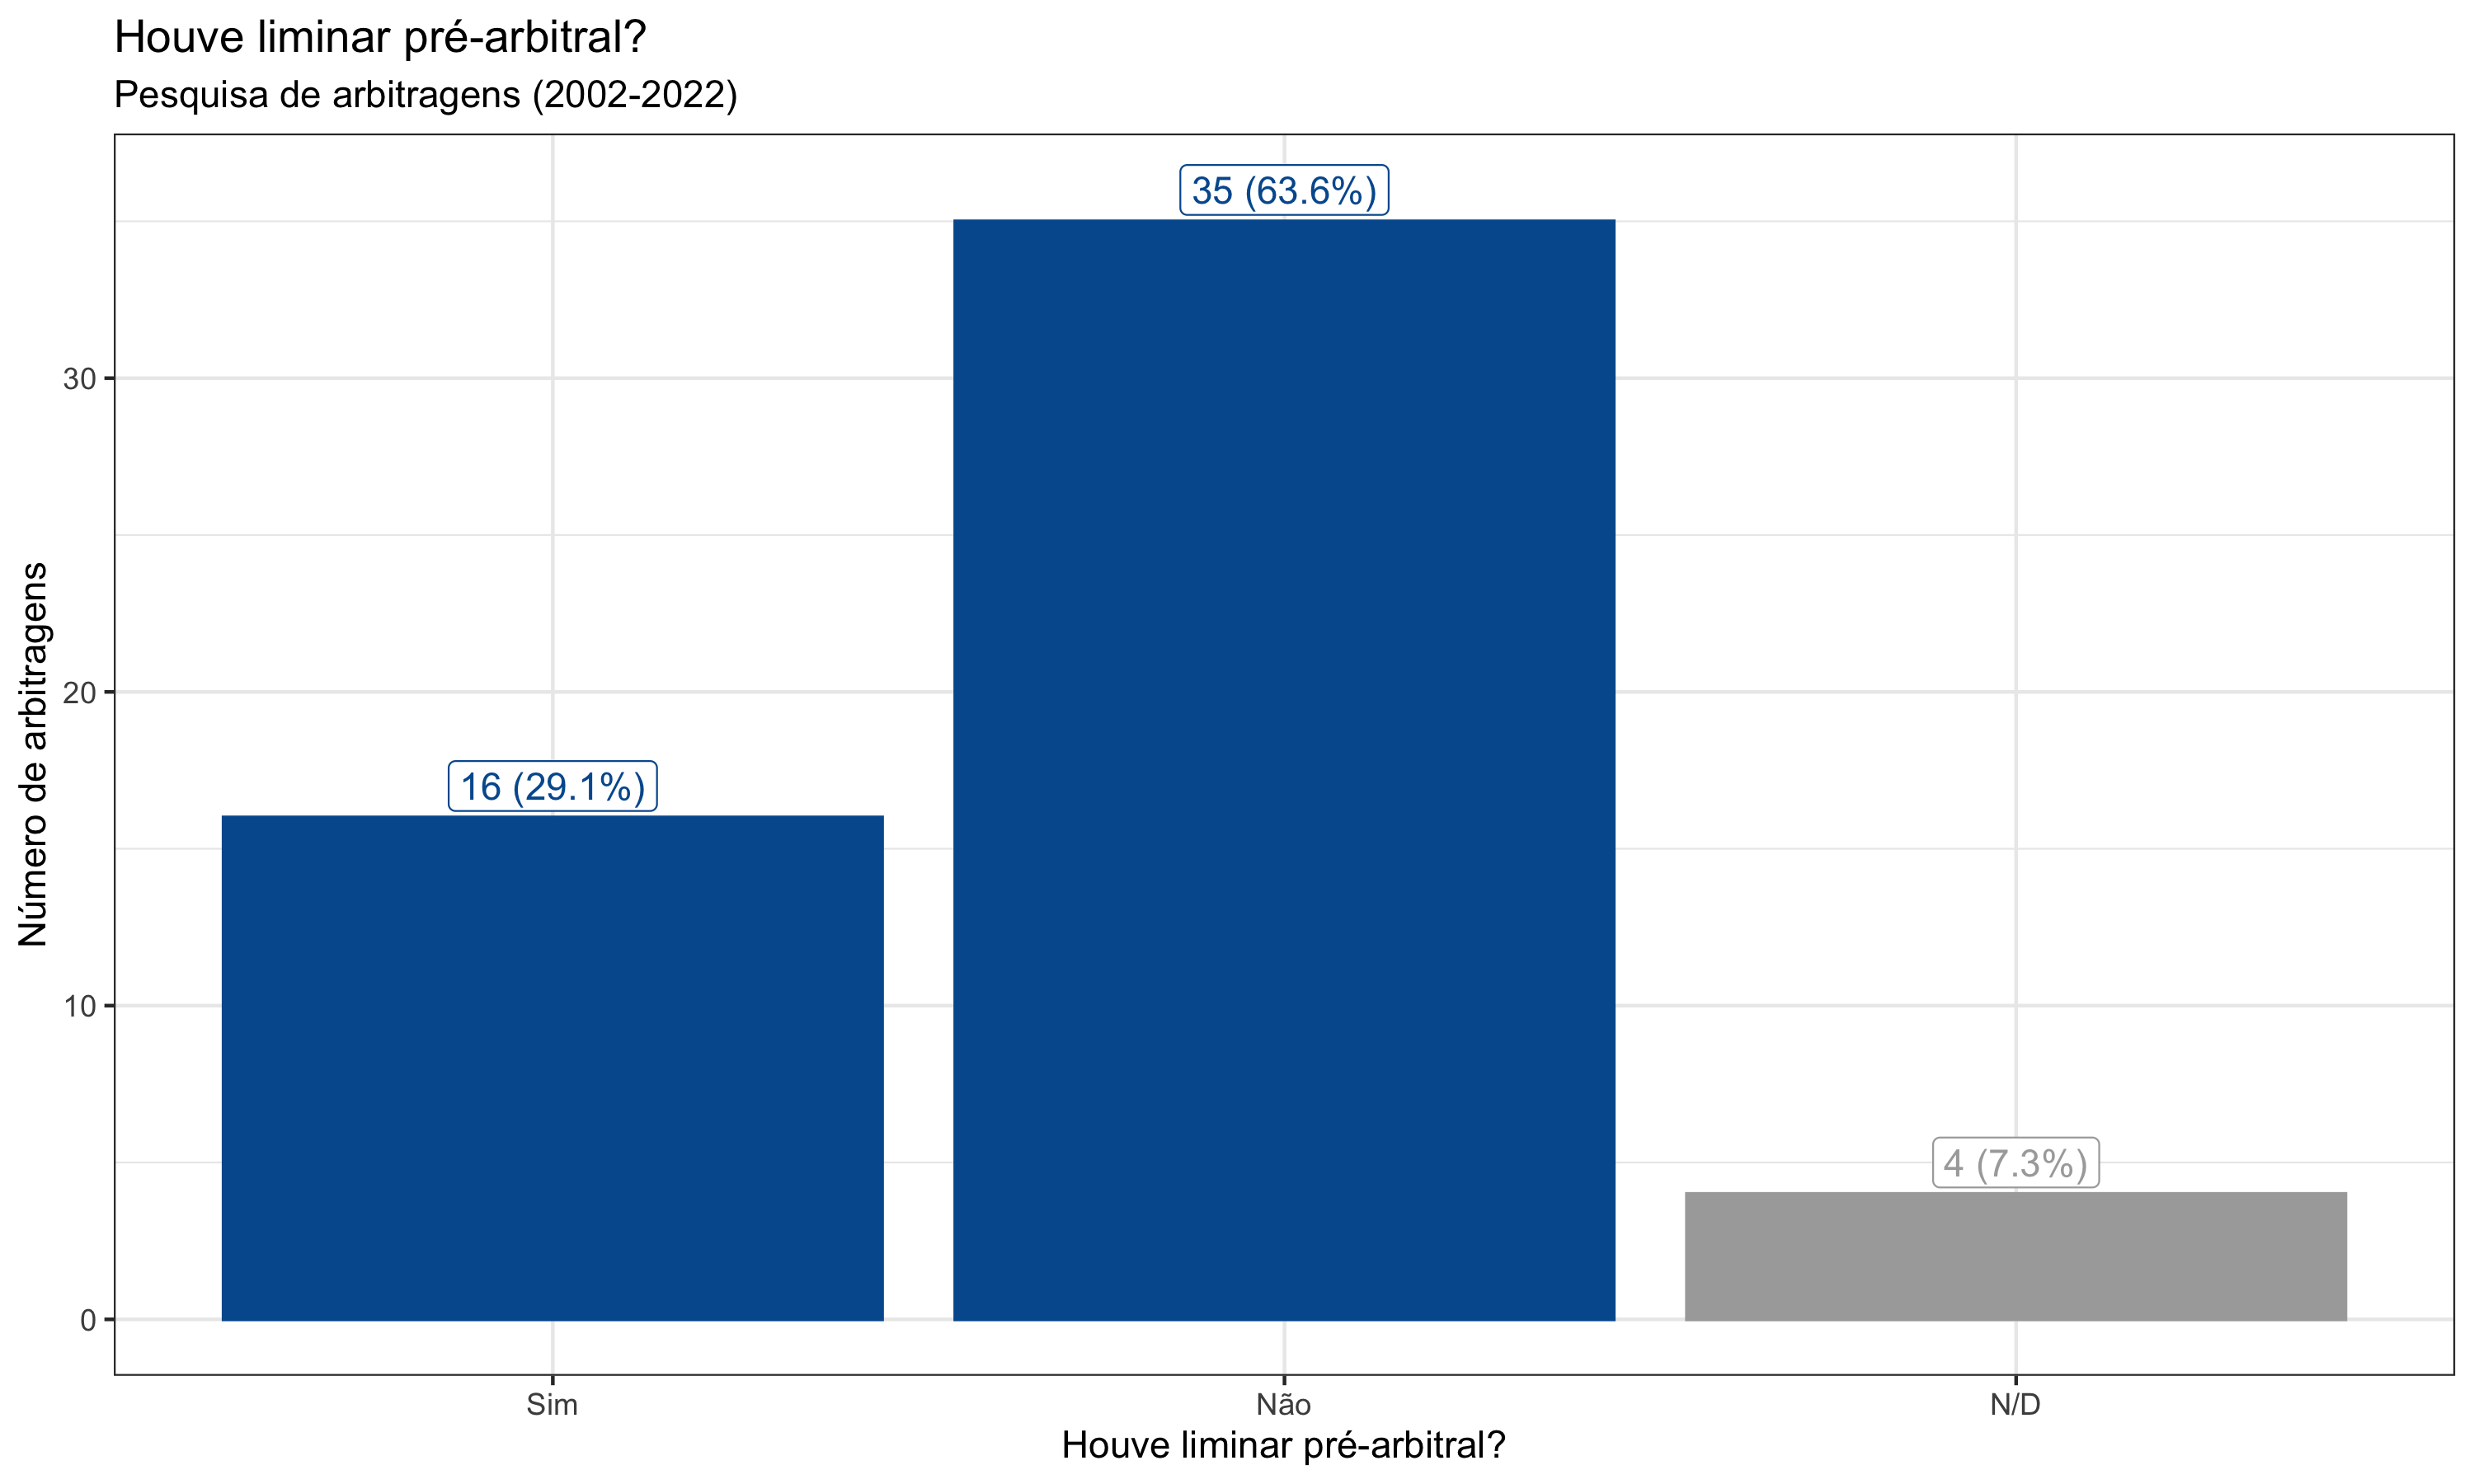 Houve liminar pré-arbitral?
Pesquisa de arbitragens (2002-2022)
35 (63.6%)
16 (29.1%)
4 (7.3%)
30
20
10
0
Número de arbitragens
Sim
Não
N/D
Houve liminar pré-arbitral?